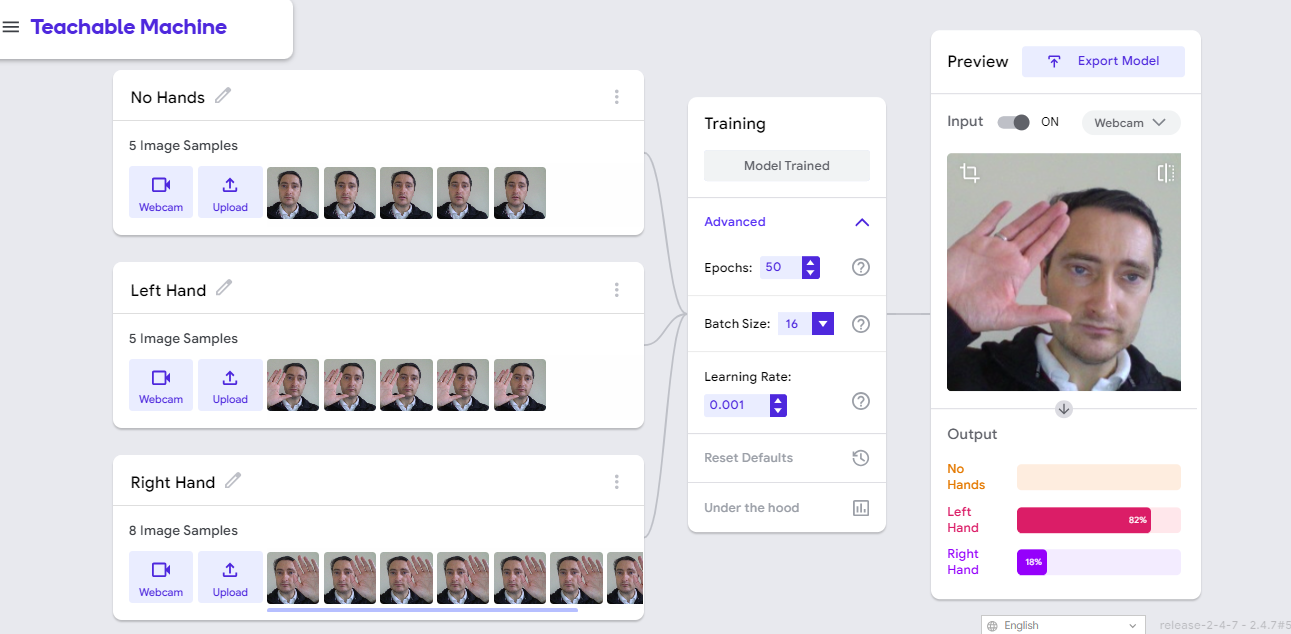 Teachable Machine
No Hands
5 Image Samples
Webcam
Upload
Left Hand
5 Image Samples
Webcam
Upload
Right Hand
8 Image Samples
Webcam
Upload
Training
Model Trained
Advanced
Epochs: 50
Batch Size: 16
Learning Rate:
0.001
Reset Defaults
Under the hood
Preview
Export Model
Input
ON
Webcam
Output
No
Hands
Left
Hand
82%
Right
Hand
18%
English
release-2-4-7 - 2.4.7#5